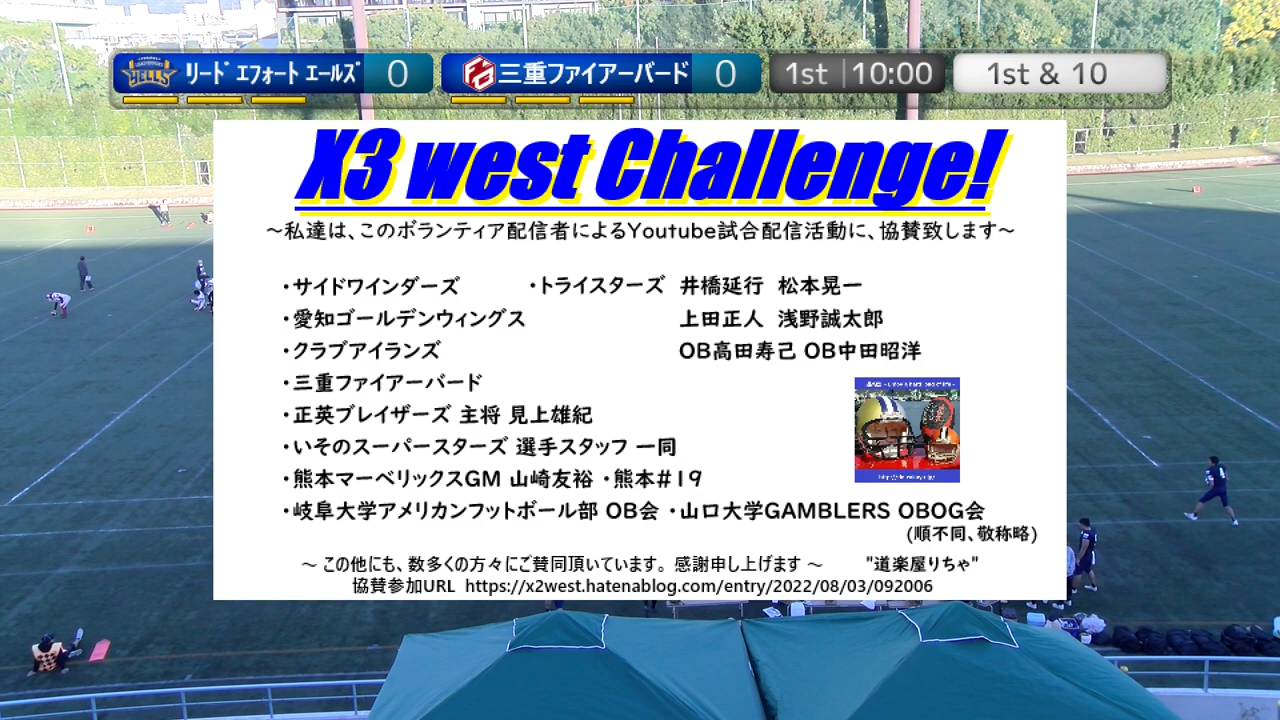 HELLS リード エフォート エールズ 0 三重ファイアーバード 0 1st 10:00 1st & 10
X3 west Challenge!
～私達は、このボランティア配信者によるYoutube試合配信活動に、協賛致します～
・サイドワインダーズ ・トライスターズ 井橋延行 松本晃一
・愛知ゴールデンウィングス 上田正人 浅野誠太郎
・クラブアイランズ OB高田寿己 OB中田昭洋
・三重ファイアーバード
・正英ブレイザーズ 主将 見上雄紀
・いそのスーパースターズ 選手スタッフ 一同
・熊本マーベリックスGM 山崎友裕 ・熊本#19
・岐阜大学アメリカンフットボール部 OB会 ・山口大学GAMBLERS OBOG会
(順不同、敬称略)
～ この他にも、数多くの方々にご賛同頂いています。感謝申し上げます ～ "道楽屋りちゃ"
協賛参加URL https://x2west.hatenablog.com/entry/2022/08/03/092006